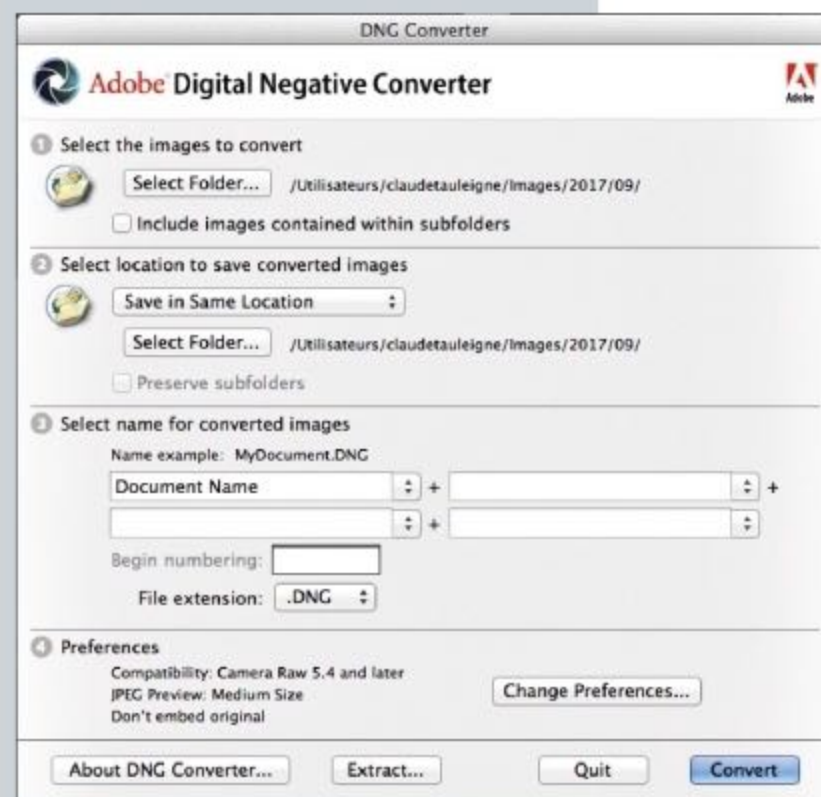 DNG Converter
Adobe Digital Negative Converter
Adobe
1 Select the images to convert
Select Folder... /Utilisateurs/claudetauleigne/Images/2017/09/
Include images contained within subfolders
2 Select location to save converted images
Save in Same Location
Select Folder... /Utilisateurs/claudetauleigne/Images/2017/09/
Preserve subfolders
3 Select name for converted images
Name example: MyDocument.DNG
Document Name + +
+
Begin numbering:
File extension: .DNG
4 Preferences
Compatibility: Camera Raw 5.4 and later
JPEG Preview: Medium Size
Change Preferences...
Don't embed original
About DNG Converter... Extract... Quit Convert